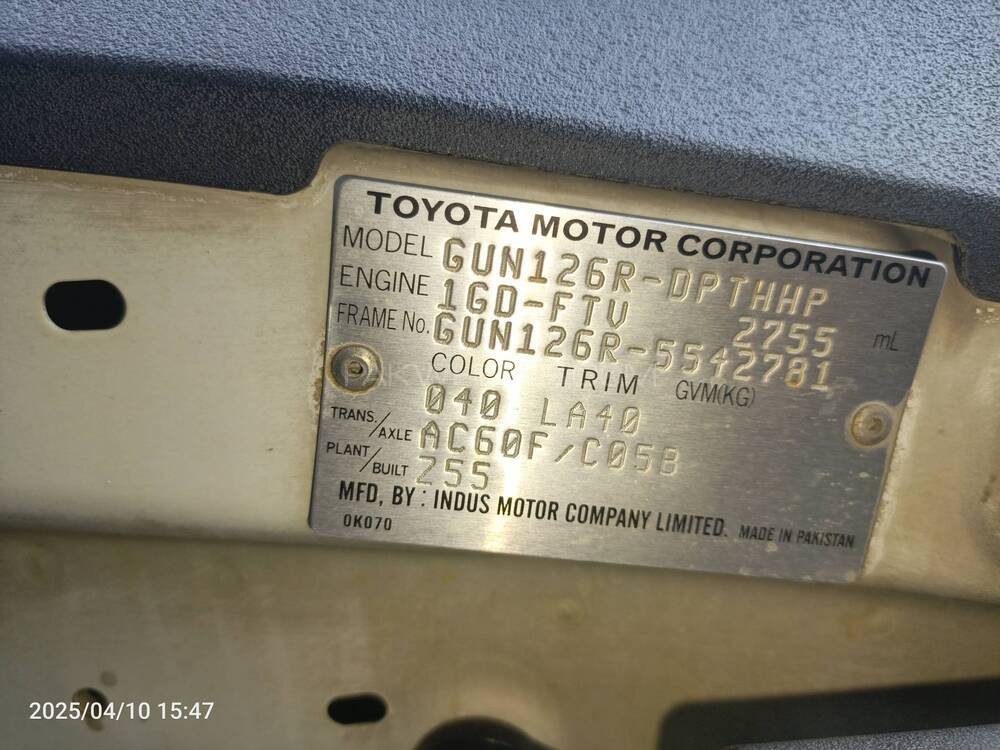 TOYOTA MOTOR CORPORATION
MODEL GUN126R-DPTHHP
ENGINE 1GD-FTV 2755 mL
FRAME No. GUN126R-5542781
COLOR TRIM GVM(KG)
040 LA40
TRANS./AXLE AC60F/C05B
PLANT/BUILT Z55
MFD, BY : INDUS MOTOR COMPANY LIMITED. MADE IN PAKISTAN
0K070
2025/04/10 15:47